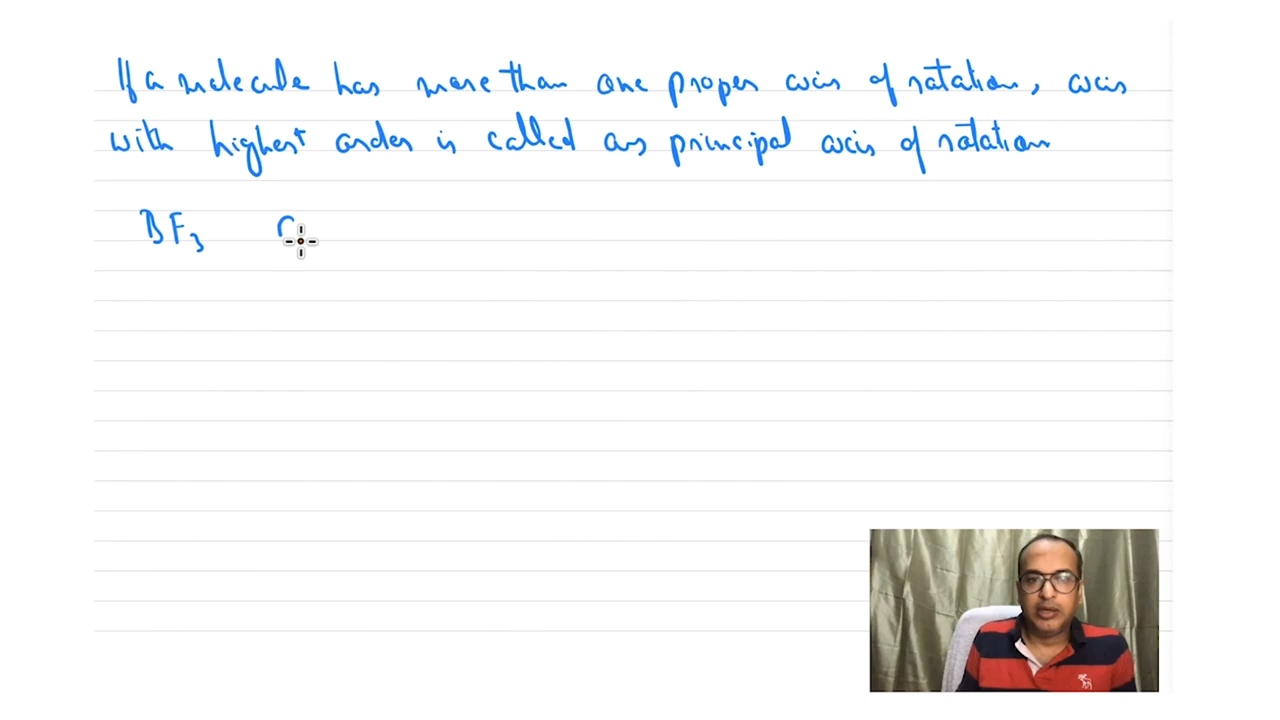 If a molecule has more than one proper axis of rotation, axis
with highest order is called as principal axis of rotation
BF3 C